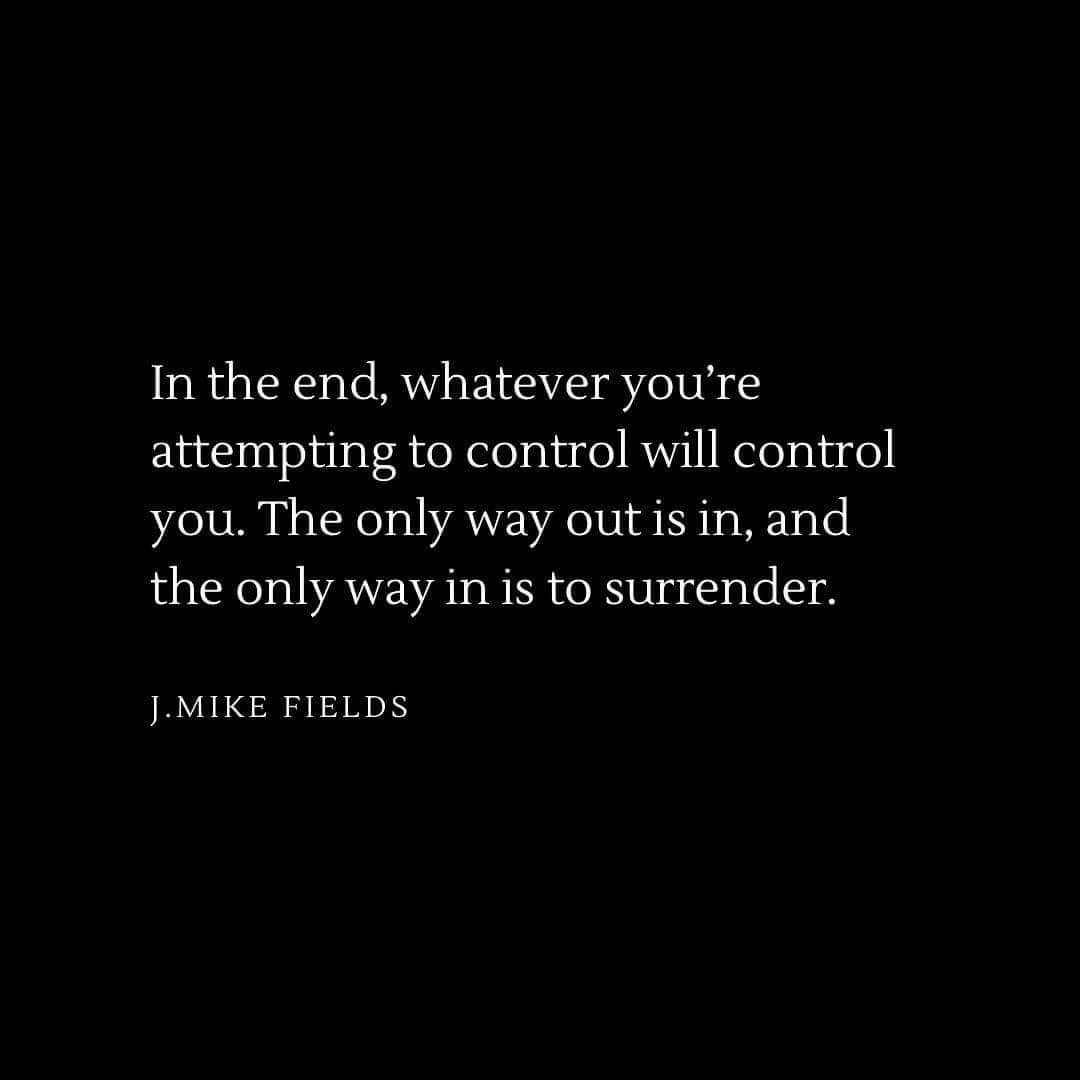 In the end, whatever you’re
attempting to control will control
you. The only way out is in, and
the only way in is to surrender.
J.MIKE FIELDS